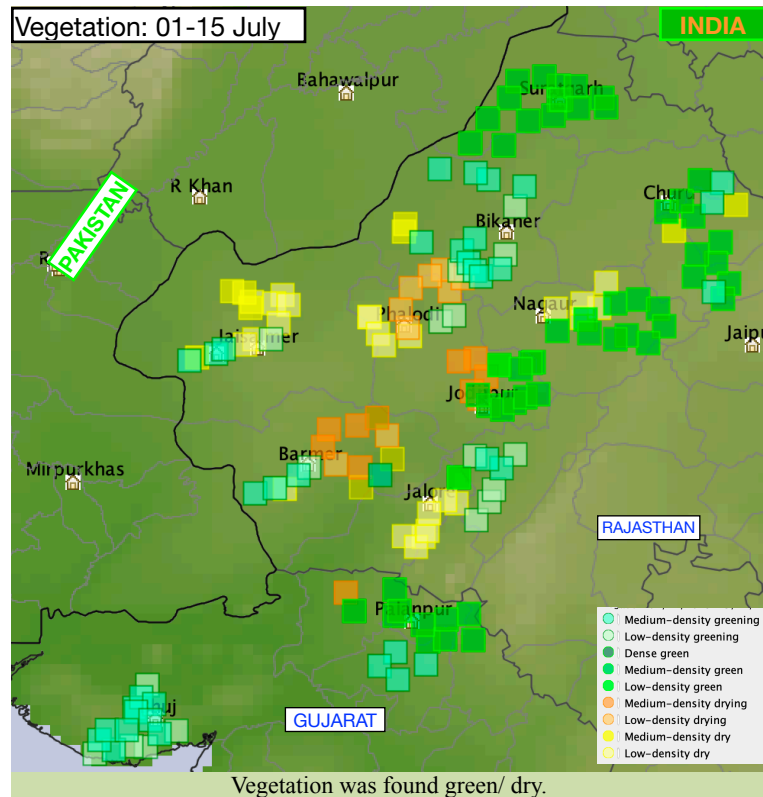 Vegetation: 01-15 July
INDIA
Bahawalpur
Suratgarh
R Khan
PAKISTAN
Churu
Bikaner
R
Nagaur
Phalodi
Jaisalmer
Jaipu
Jodhpur
Barmer
Mirpurkhas
Jalore
RAJASTHAN
Palanpur
Medium-density greening
Low-density greening
Dense green
Medium-density green
Low-density green
Medium-density drying
Low-density drying
Medium-density dry
Low-density dry
uj
GUJARAT
Vegetation was found green/ dry.